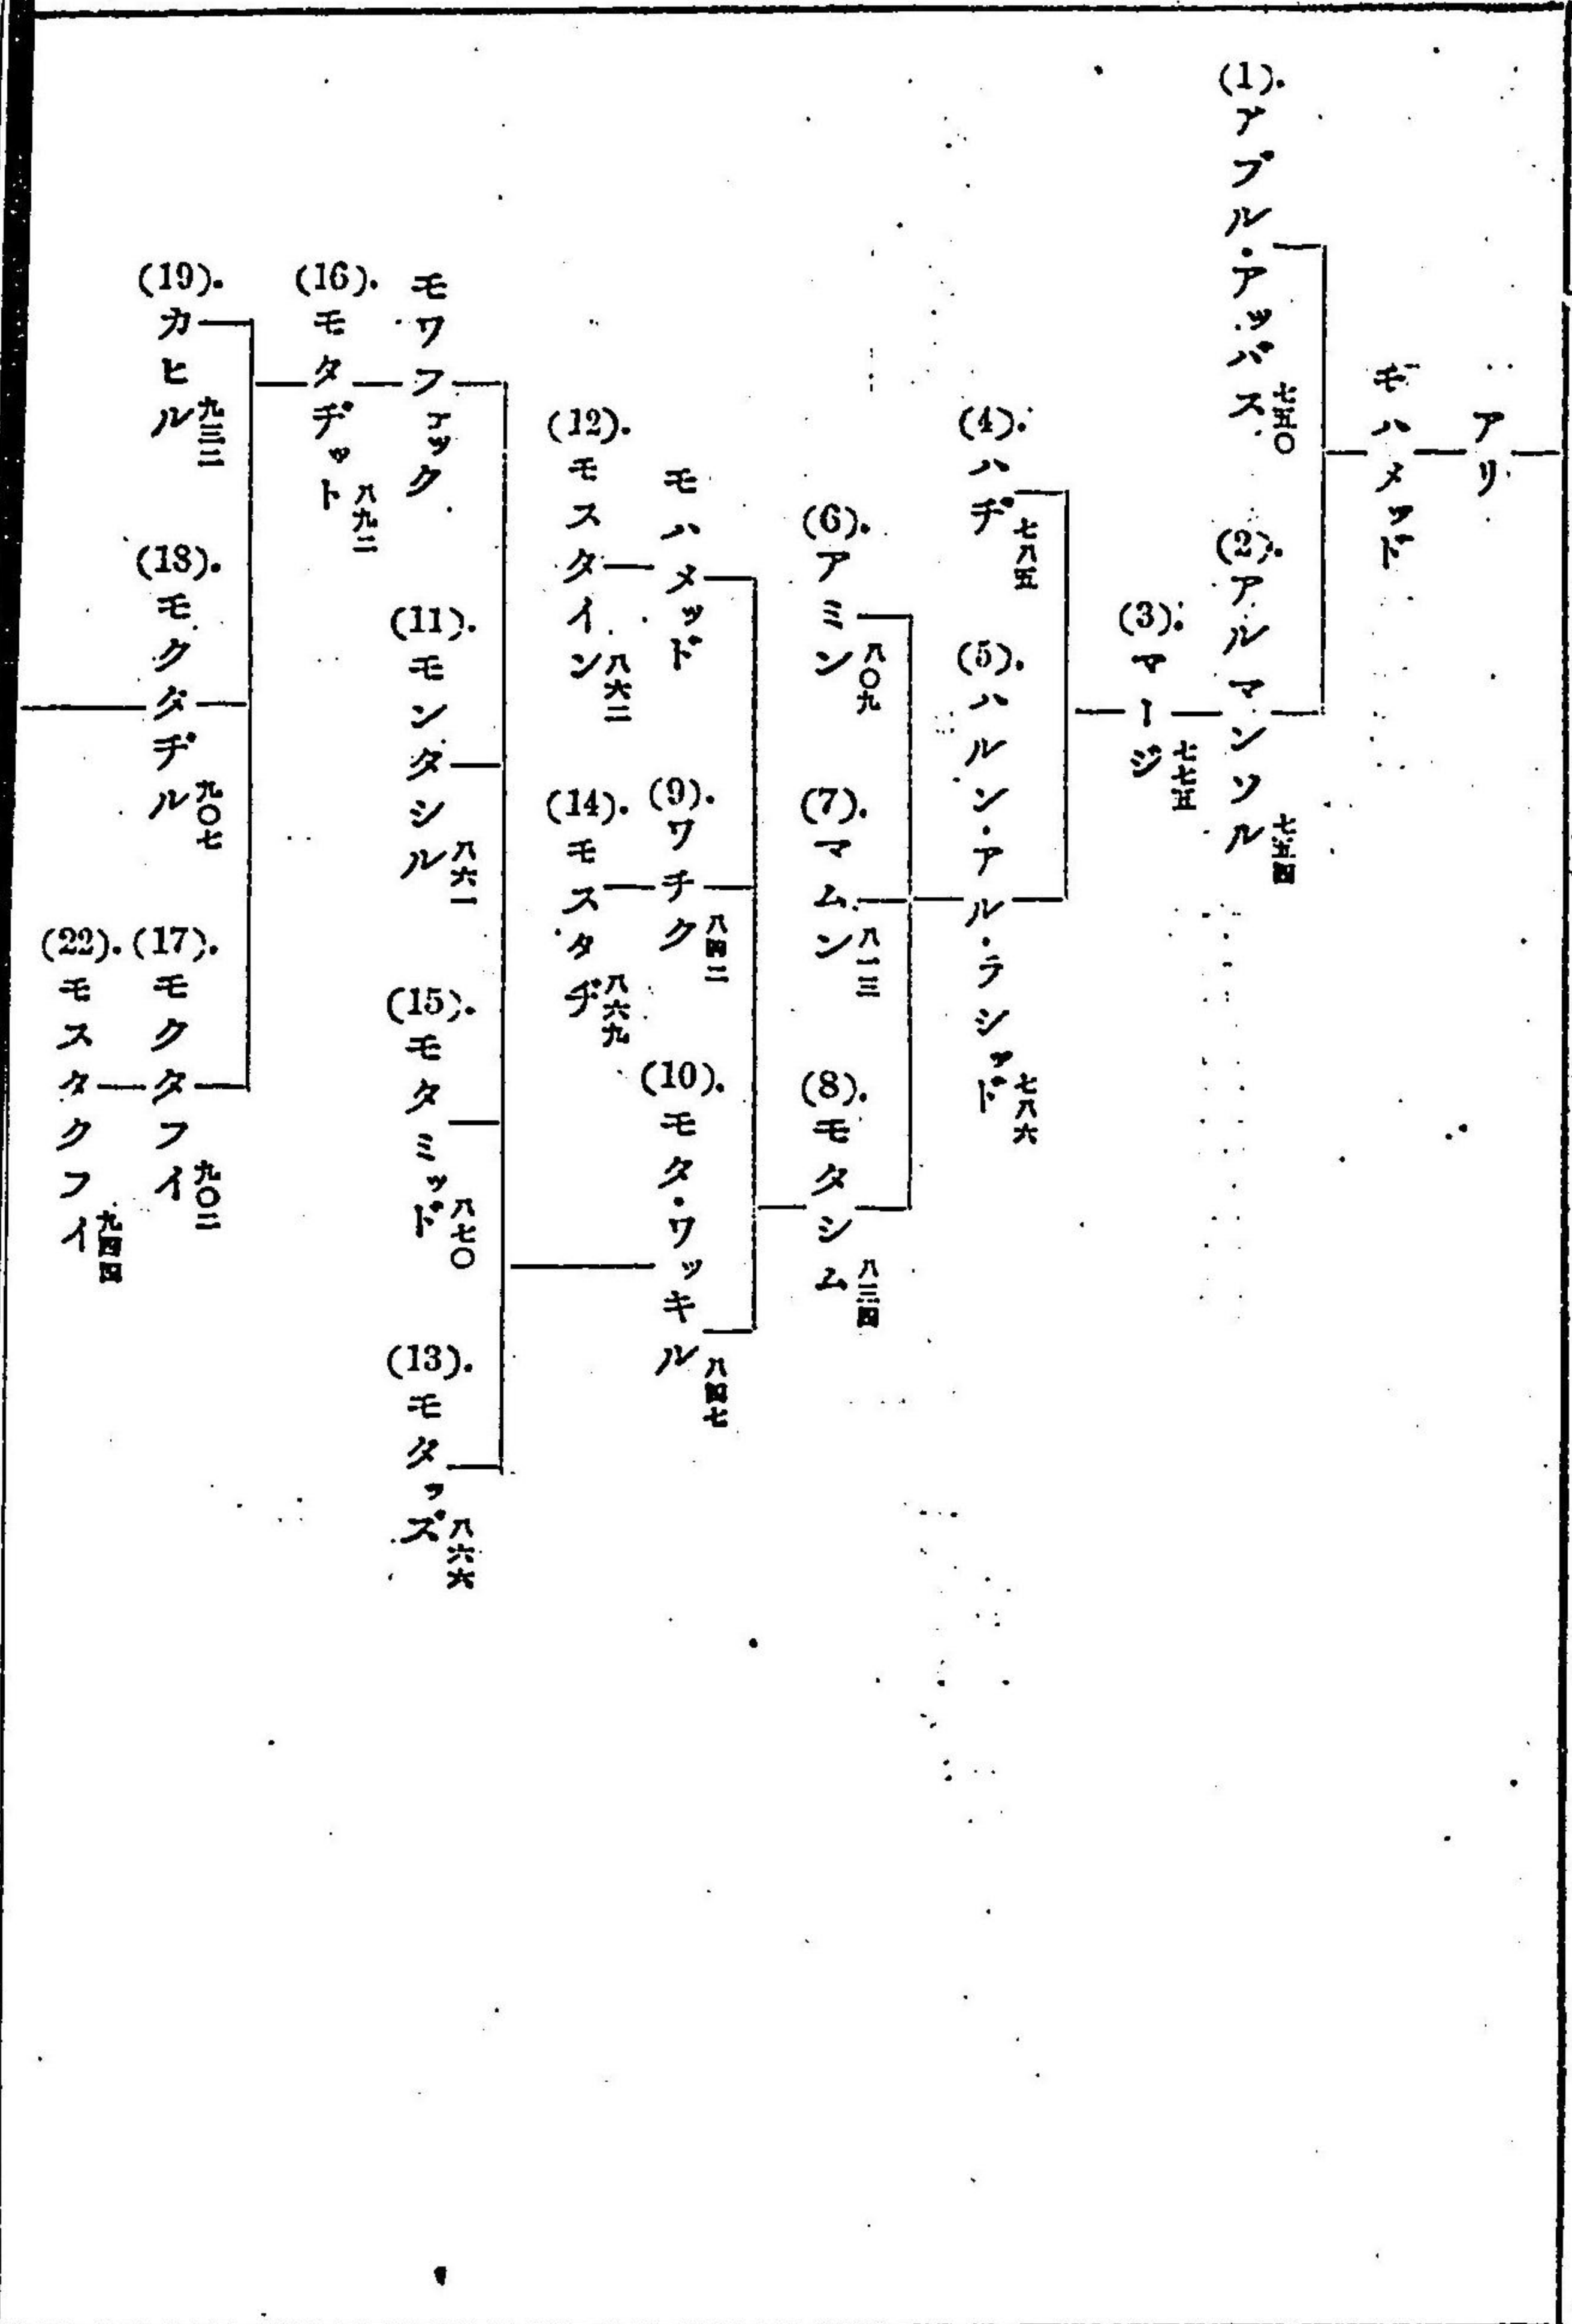 アリ
モハメッド
(1). アブル・アッバス 七五〇
(2). アルマンソル 七五四
(3). マージ 七七五
(4). ハヂ 七八五
(5). ハルン・アル・ラシッド 七八六
(6). アミン 八〇九
(7). マムン 八一三
(8). モタシム 八三四
モハメッド
(9). ワチク 八四二
(10). モタ・ワッキル 八四七
(12). モスタイン 八六二
(14). モスタヂ 八六九
モワファック
(11). モンタシル 八六一
(15). モタミッド 八七〇
(13). モタッズ 八六六
(16). モタヂット 八九二
(19). カヒル 九三二
(18). モクタヂル 九〇七
(17). モクタフイ 九〇二
(22). モスタクフイ 九四四